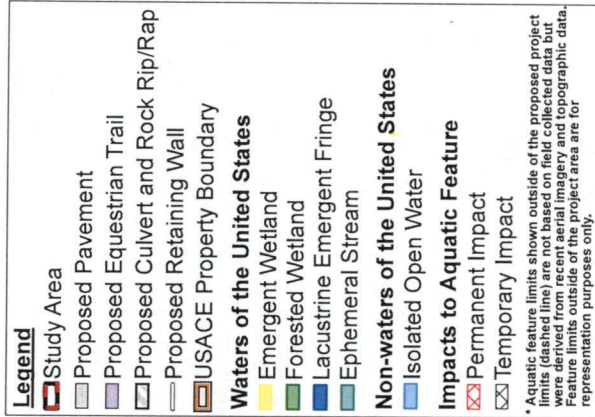 Legend
Study Area
Proposed Pavement
Proposed Equestrian Trail
Proposed Culvert and Rock Rip/Rap
Proposed Retaining Wall
USACE Property Boundary
Waters of the United States
Emergent Wetland
Forested Wetland
Lacustrine Emergent Fringe
Ephemeral Stream
Non-waters of the United States
Isolated Open Water
Impacts to Aquatic Feature
Permanent Impact
Temporary Impact
* Aquatic feature limits shown outside of the proposed project
limits (dashed line) are not based on field collected data but
were derived from recent aerial imagery and topographic data.
Feature limits outside of the project area are for
representation purposes only.